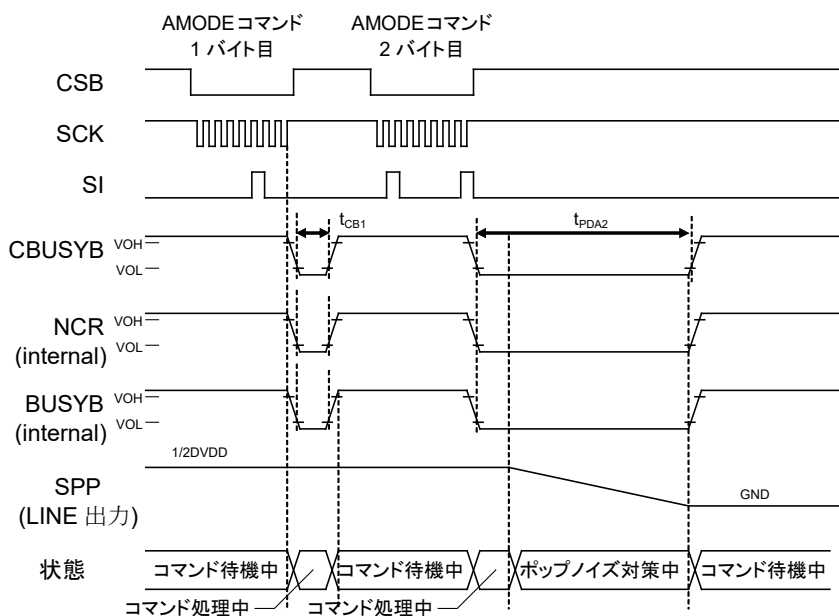 AMODEコマンド
1 バイト目
AMODEコマンド
2 バイト目
CSB
SCK
SI
tCB1
tPDA2
CBUSYB
VOH
VOL
NCR
(internal)
VOH
VOL
BUSYB
(internal)
VOH
VOL
1/2DVDD
SPP
(LINE 出力)
GND
状態
コマンド待機中
コマンド待機中
ポップノイズ対策中
コマンド待機中
コマンド処理中
コマンド処理中